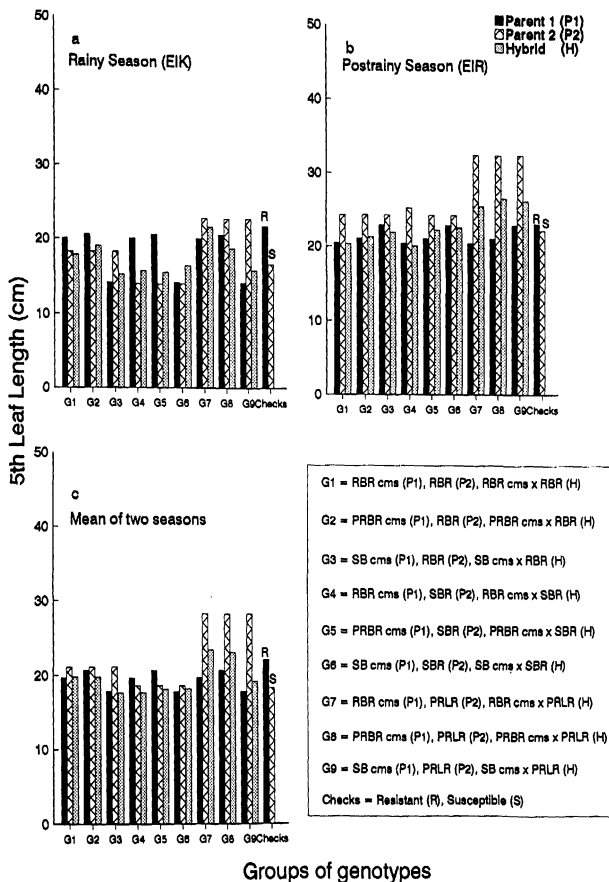 50
40
30
20
10
0
a
Rainy Season (EIK)
R
S
G1 G2 G3 G4 G5 G6 G7 G8 G9Checks
Parent 1 (P1)
Parent 2 (P2)
Hybrid (H)
50
40
30
20
10
0
b
Postrainy Season (EIR)
R
S
G1 G2 G3 G4 G5 G6 G7 G8 G9Checks
5th Leaf Length (cm)
50
40
30
20
10
0
c
Mean of two seasons
R
S
G1 G2 G3 G4 G5 G6 G7 G8 G9Checks
G1 = RBR cms (P1), RBR (P2), RBR cms x RBR (H)
G2 = PRBR cms (P1), RBR (P2), PRBR cms x RBR (H)
G3 = SB cms (P1), RBR (P2), SB cms x RBR (H)
G4 = RBR cms (P1), SBR (P2), RBR cms x SBR (H)
G5 = PRBR cms (P1), SBR (P2), PRBR cms x SBR (H)
G6 = SB cms (P1), SBR (P2), SB cms x SBR (H)
G7 = RBR cms (P1), PRLR (P2), RBR cms x PRLR (H)
G8 = PRBR cms (P1), PRLR (P2), PRBR cms x PRLR (H)
G9 = SB cms (P1), PRLR (P2), SB cms x PRLR (H)
Checks = Resistant (R), Susceptible (S)
Groups of genotypes